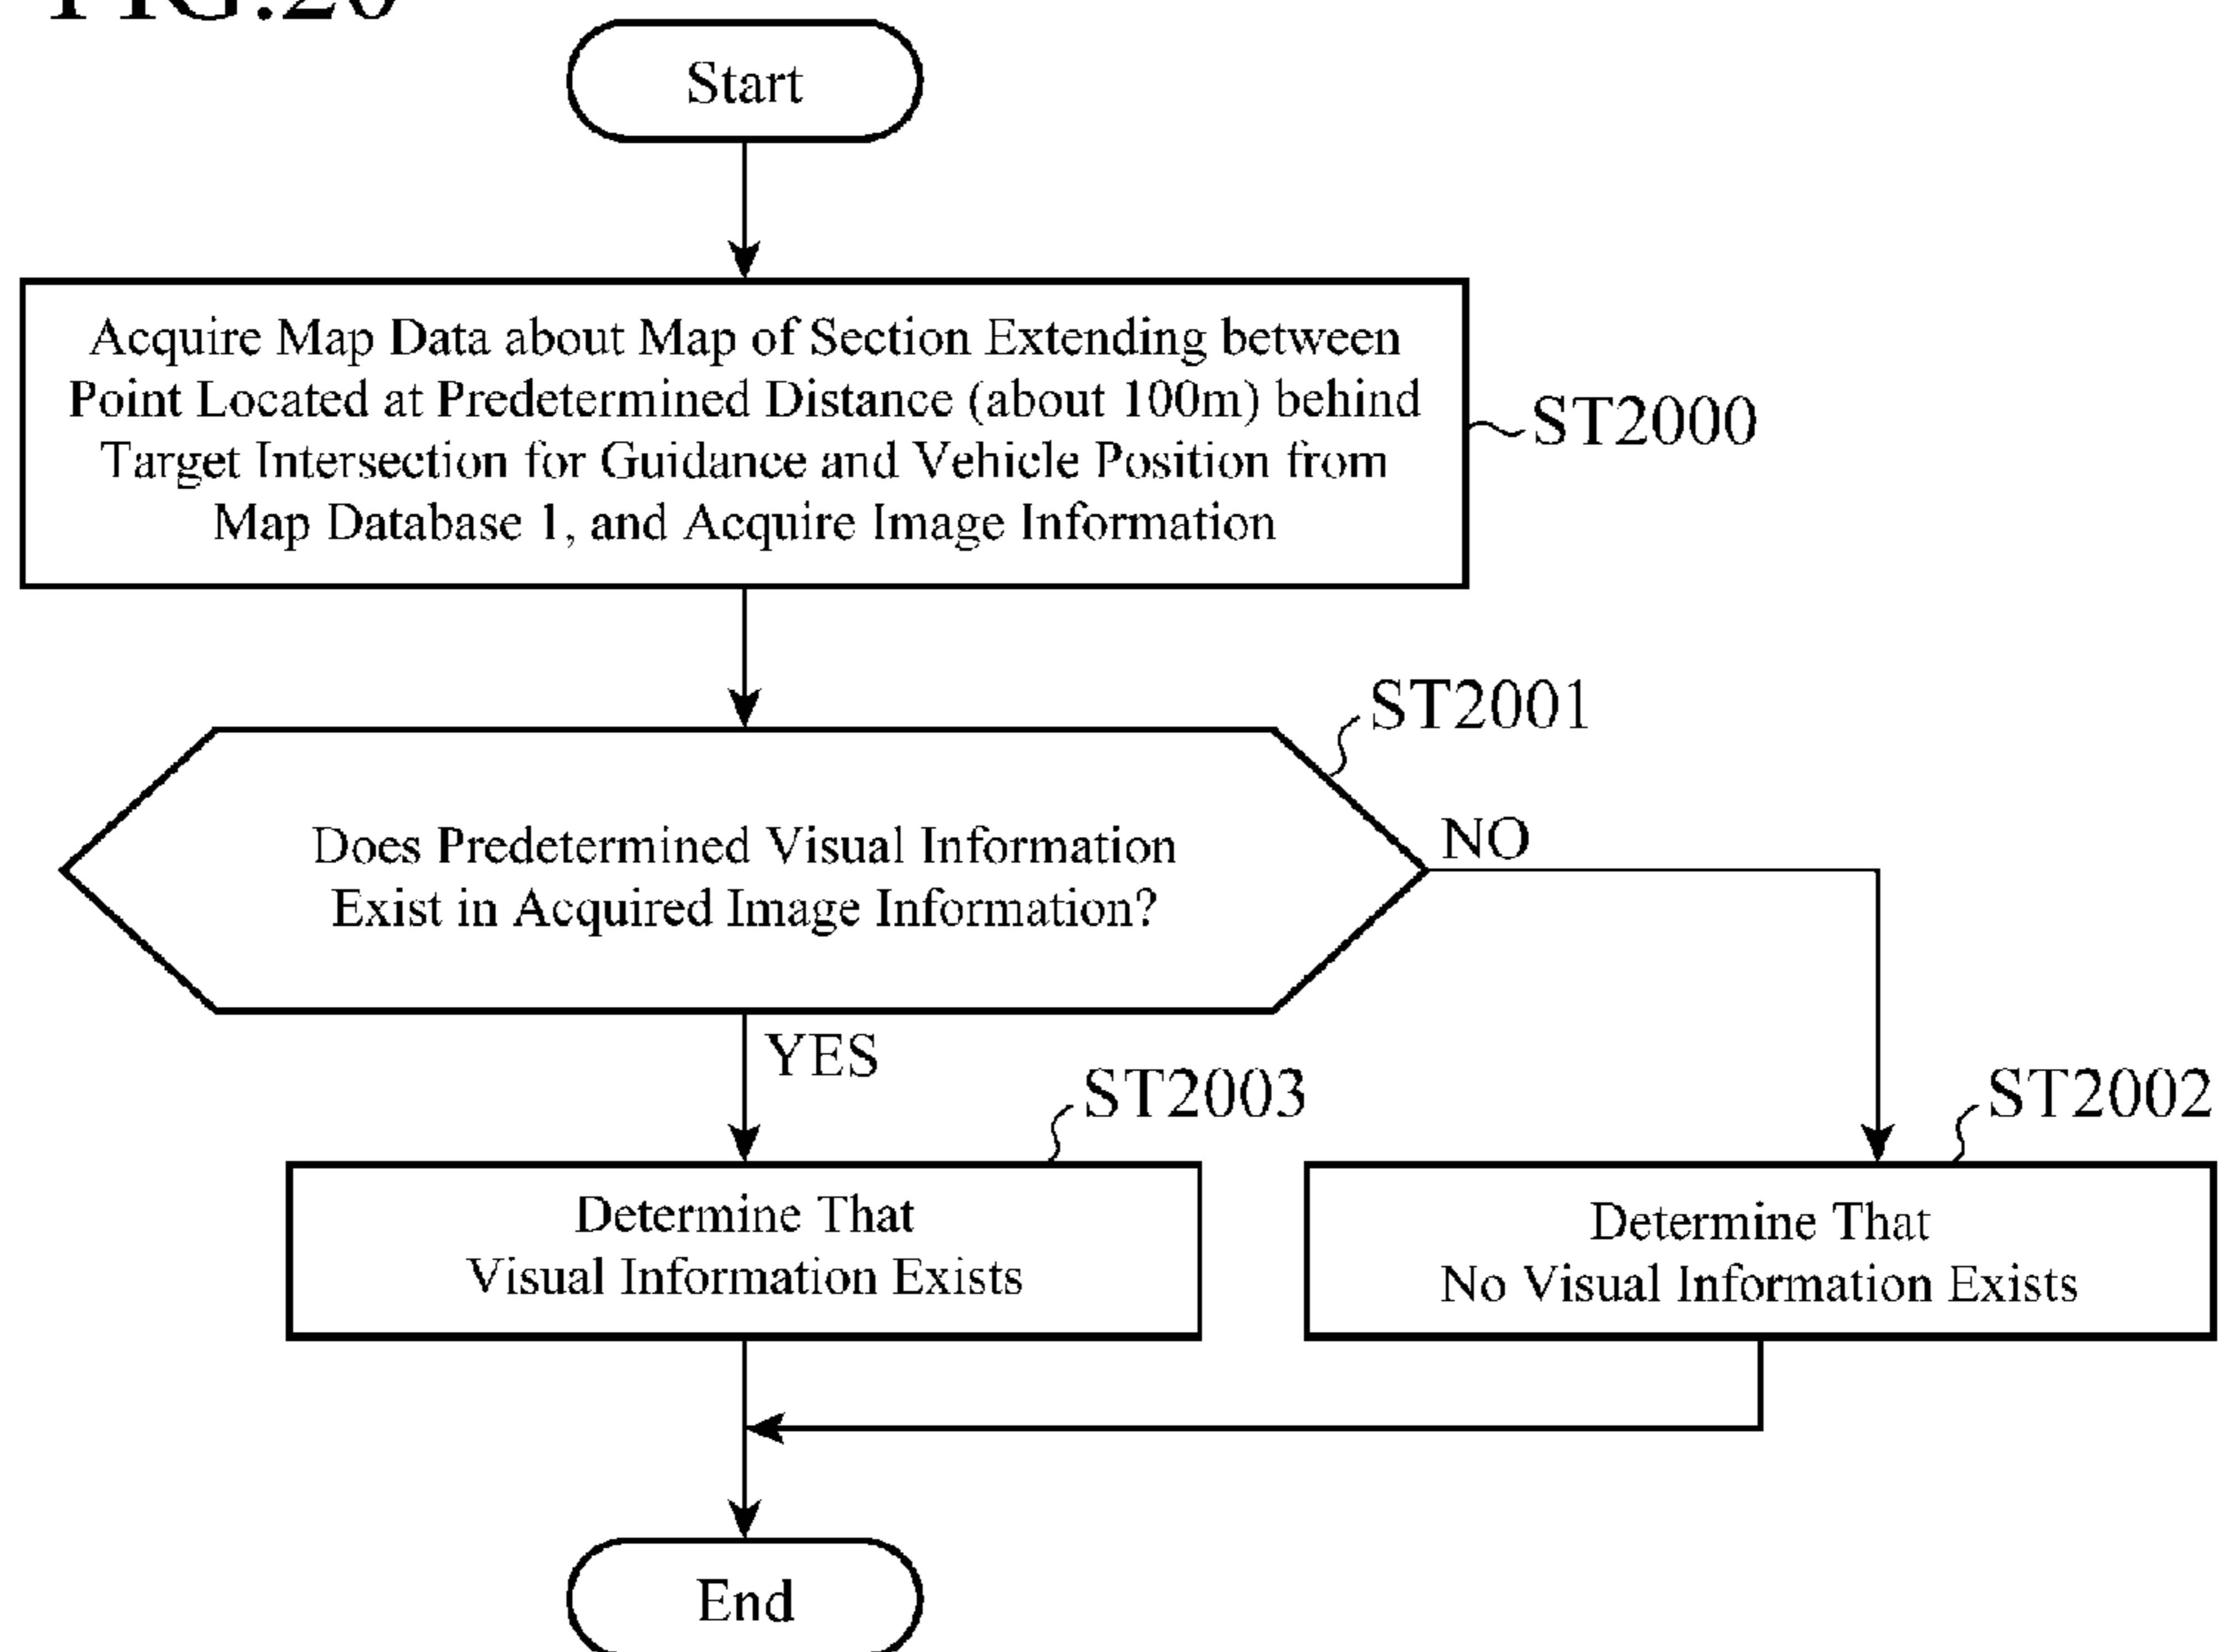 FIG.20
Start
Acquire Map Data about Map of Section Extending between
Point Located at Predetermined Distance (about 100m) behind
Target Intersection for Guidance and Vehicle Position from
Map Database 1, and Acquire Image Information
ST2000
ST2001
Does Predetermined Visual Information
Exist in Acquired Image Information?
NO
YES
ST2003
ST2002
Determine That
Visual Information Exists
Determine That
No Visual Information Exists
End